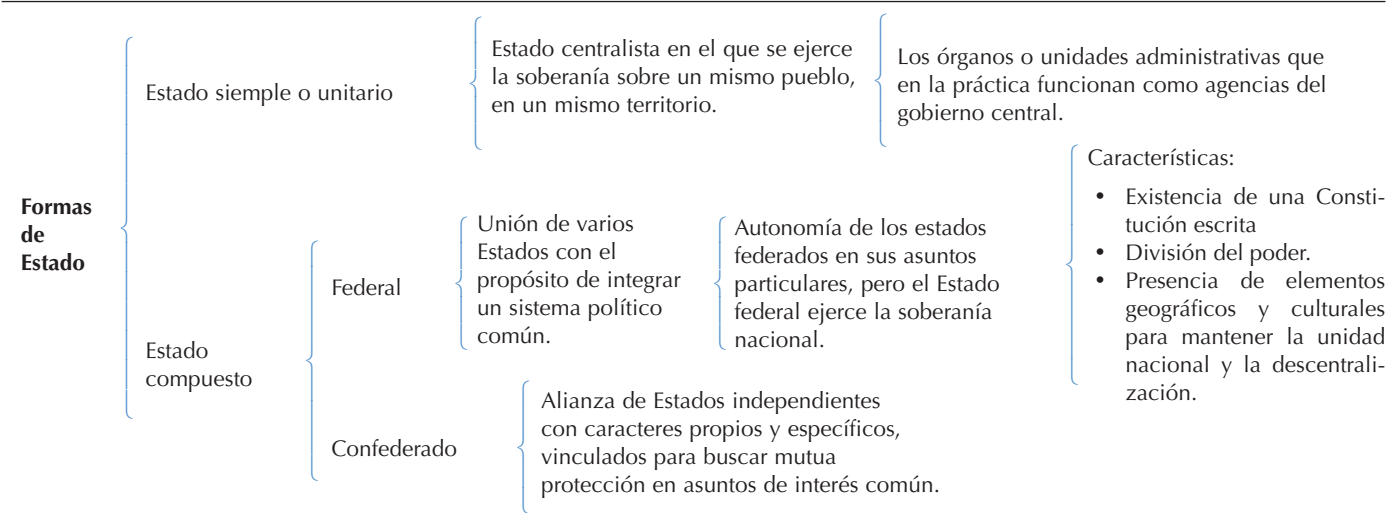 Formas
de
Estado
Estado siemple o unitario
Estado centralista en el que se ejerce
la soberanía sobre un mismo pueblo,
en un mismo territorio.
Los órganos o unidades administrativas que
en la práctica funcionan como agencias del
gobierno central.
Estado
compuesto
Federal
Unión de varios
Estados con el
propósito de integrar
un sistema político
común.
Autonomía de los estados
federados en sus asuntos
particulares, pero el Estado
federal ejerce la soberanía
nacional.
Características:
• Existencia de una Consti-
tución escrita
• División del poder.
• Presencia de elementos
geográficos y culturales
para mantener la unidad
nacional y la descentrali-
zación.
Confederado
Alianza de Estados independientes
con caracteres propios y específicos,
vinculados para buscar mutua
protección en asuntos de interés común.